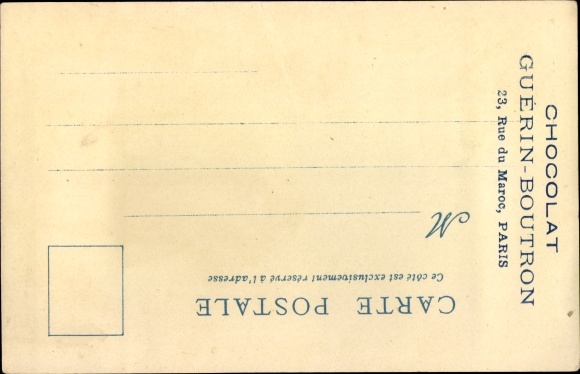 CARTE POSTALE
Ce côté est exclusivement réservé à l'adresse
M
CHOCOLAT
GUÉRIN-BOUTRON
23, Rue du Maroc, PARIS